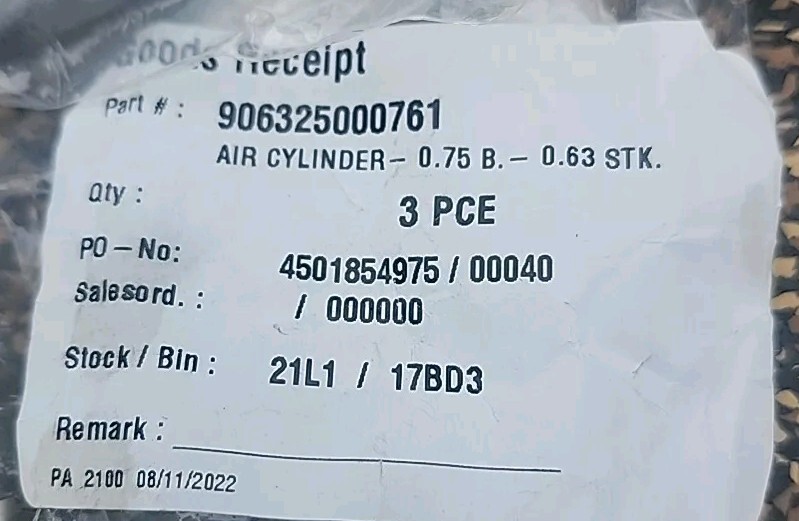 Goods Receipt
Part # : 906325000761
AIR CYLINDER– 0.75 B.– 0.63 STK.
Qty : 3 PCE
PO – No: 4501854975 / 00040
Salesord. : / 000000
Stock / Bin : 21L1 / 17BD3
Remark :
PA 2100 08/11/2022